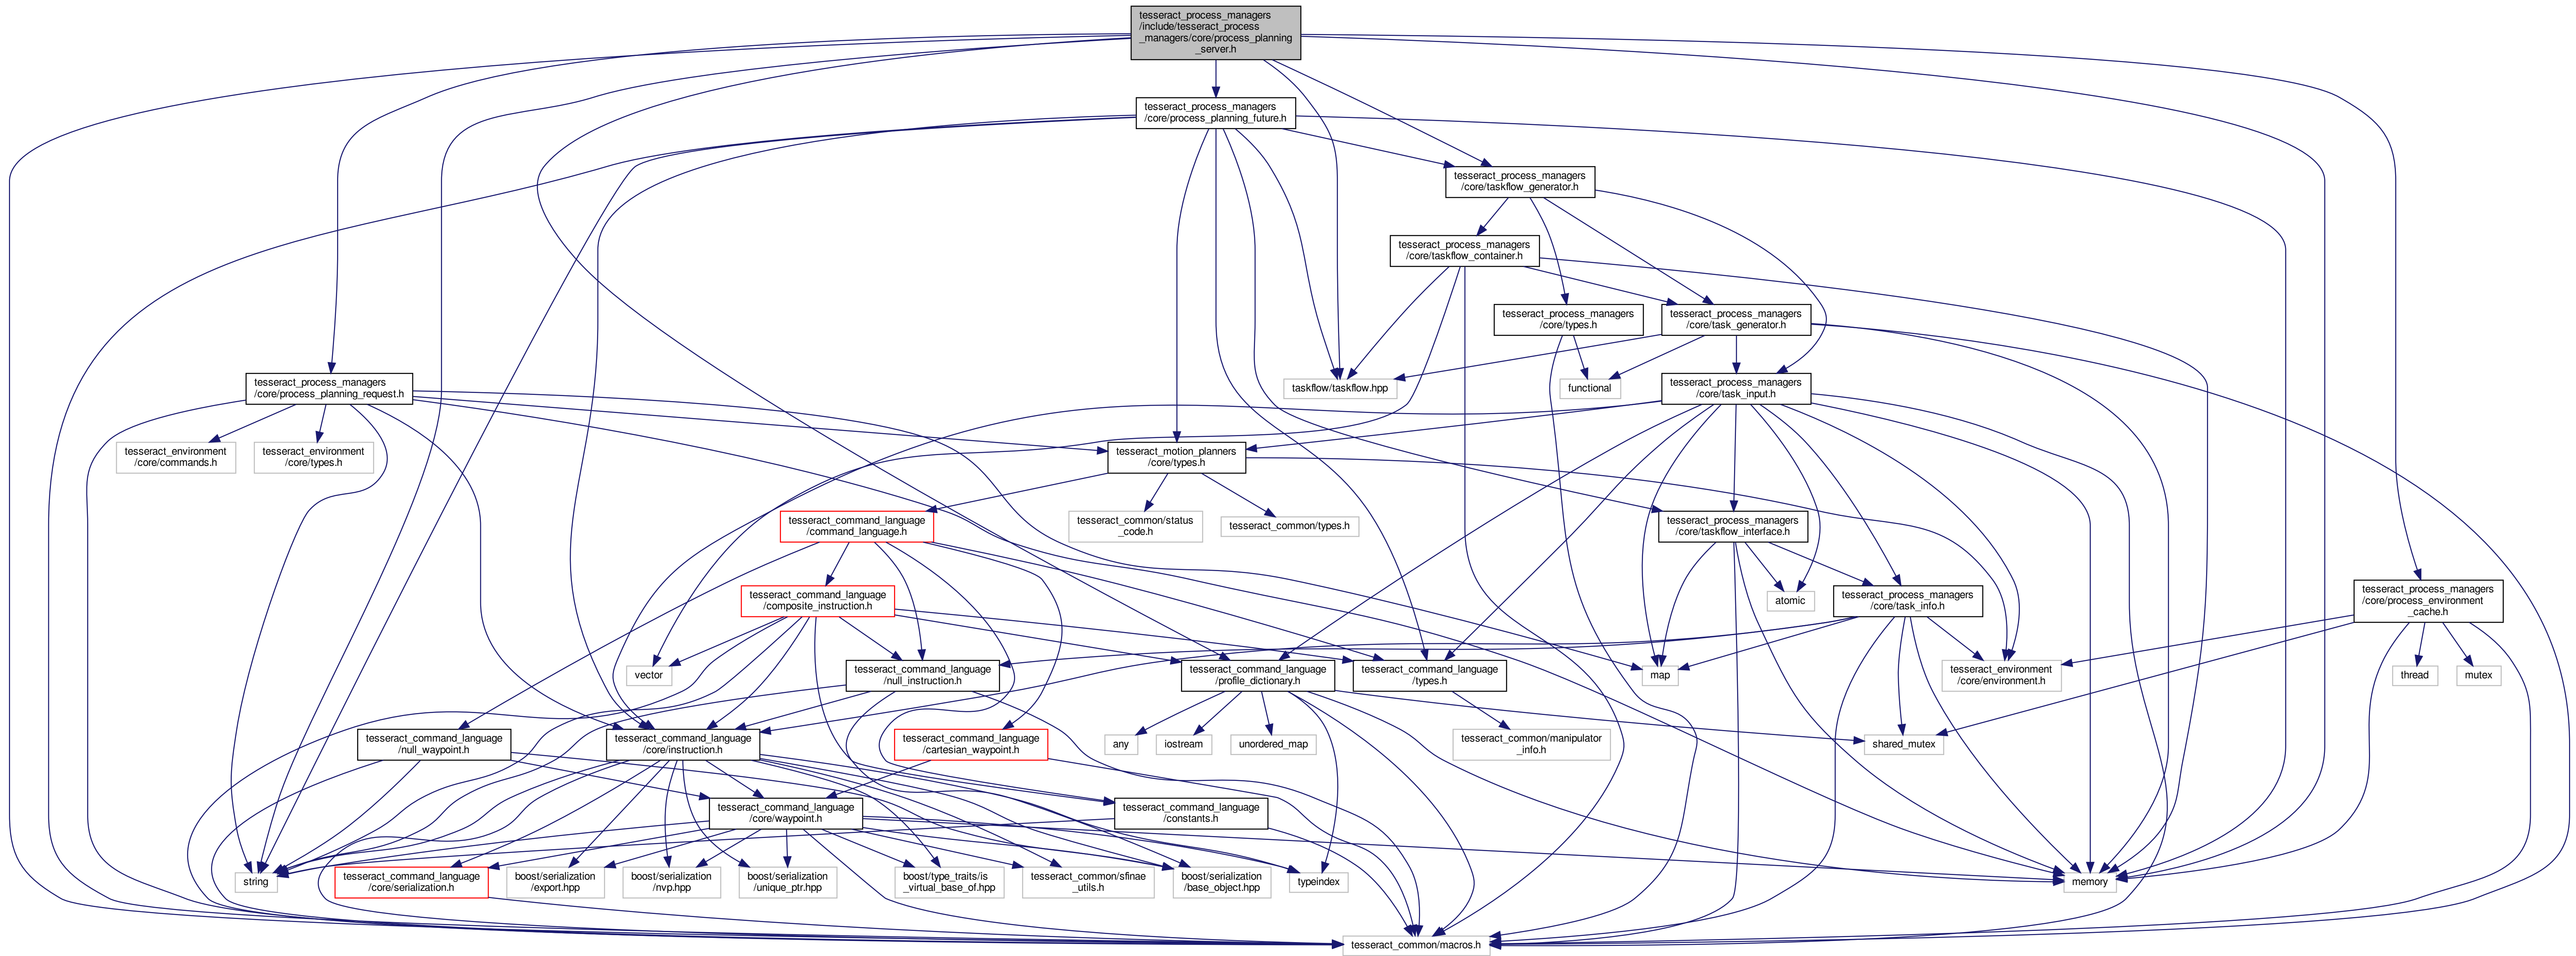 tesseract_process_managers
/include/tesseract_process
_managers/core/process_planning
_server.h
tesseract_process_managers
/core/process_planning_future.h
tesseract_process_managers
/core/taskflow_generator.h
tesseract_process_managers
/core/taskflow_container.h
tesseract_process_managers
/core/types.h
tesseract_process_managers
/core/task_generator.h
tesseract_process_managers
/core/process_planning_request.h
taskflow/taskflow.hpp
functional
tesseract_process_managers
/core/task_input.h
tesseract_environment
/core/commands.h
tesseract_environment
/core/types.h
tesseract_motion_planners
/core/types.h
tesseract_command_language
/command_language.h
tesseract_common/status
_code.h
tesseract_common/types.h
tesseract_process_managers
/core/taskflow_interface.h
tesseract_command_language
/composite_instruction.h
atomic
tesseract_process_managers
/core/task_info.h
tesseract_process_managers
/core/process_environment
_cache.h
vector
tesseract_command_language
/null_instruction.h
tesseract_command_language
/profile_dictionary.h
tesseract_command_language
/types.h
map
tesseract_environment
/core/environment.h
thread
mutex
tesseract_command_language
/null_waypoint.h
tesseract_command_language
/core/instruction.h
tesseract_command_language
/cartesian_waypoint.h
any
iostream
unordered_map
tesseract_common/manipulator
_info.h
shared_mutex
tesseract_command_language
/core/waypoint.h
tesseract_command_language
/constants.h
string
tesseract_command_language
/core/serialization.h
boost/serialization
/export.hpp
boost/serialization
/nvp.hpp
boost/serialization
/unique_ptr.hpp
boost/type_traits/is
_virtual_base_of.hpp
tesseract_common/sfinae
_utils.h
boost/serialization
/base_object.hpp
typeindex
memory
tesseract_common/macros.h